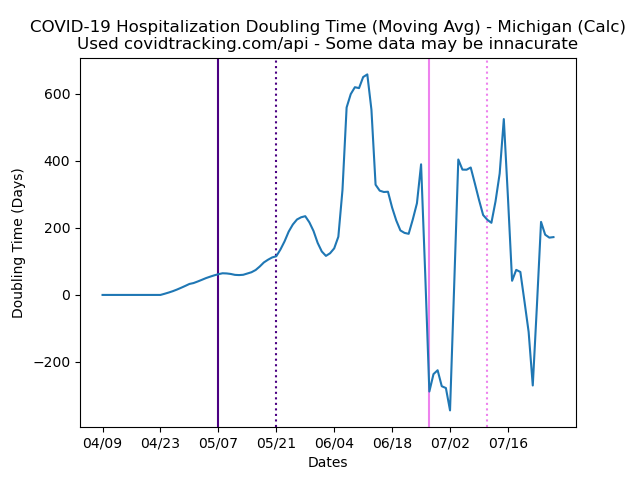 COVID-19 Hospitalization Doubling Time (Moving Avg) - Michigan (Calc)
Used covidtracking.com/api - Some data may be innacurate
Doubling Time (Days)
600
400
200
0
−200
04/09 04/23 05/07 05/21 06/04 06/18 07/02 07/16
Dates